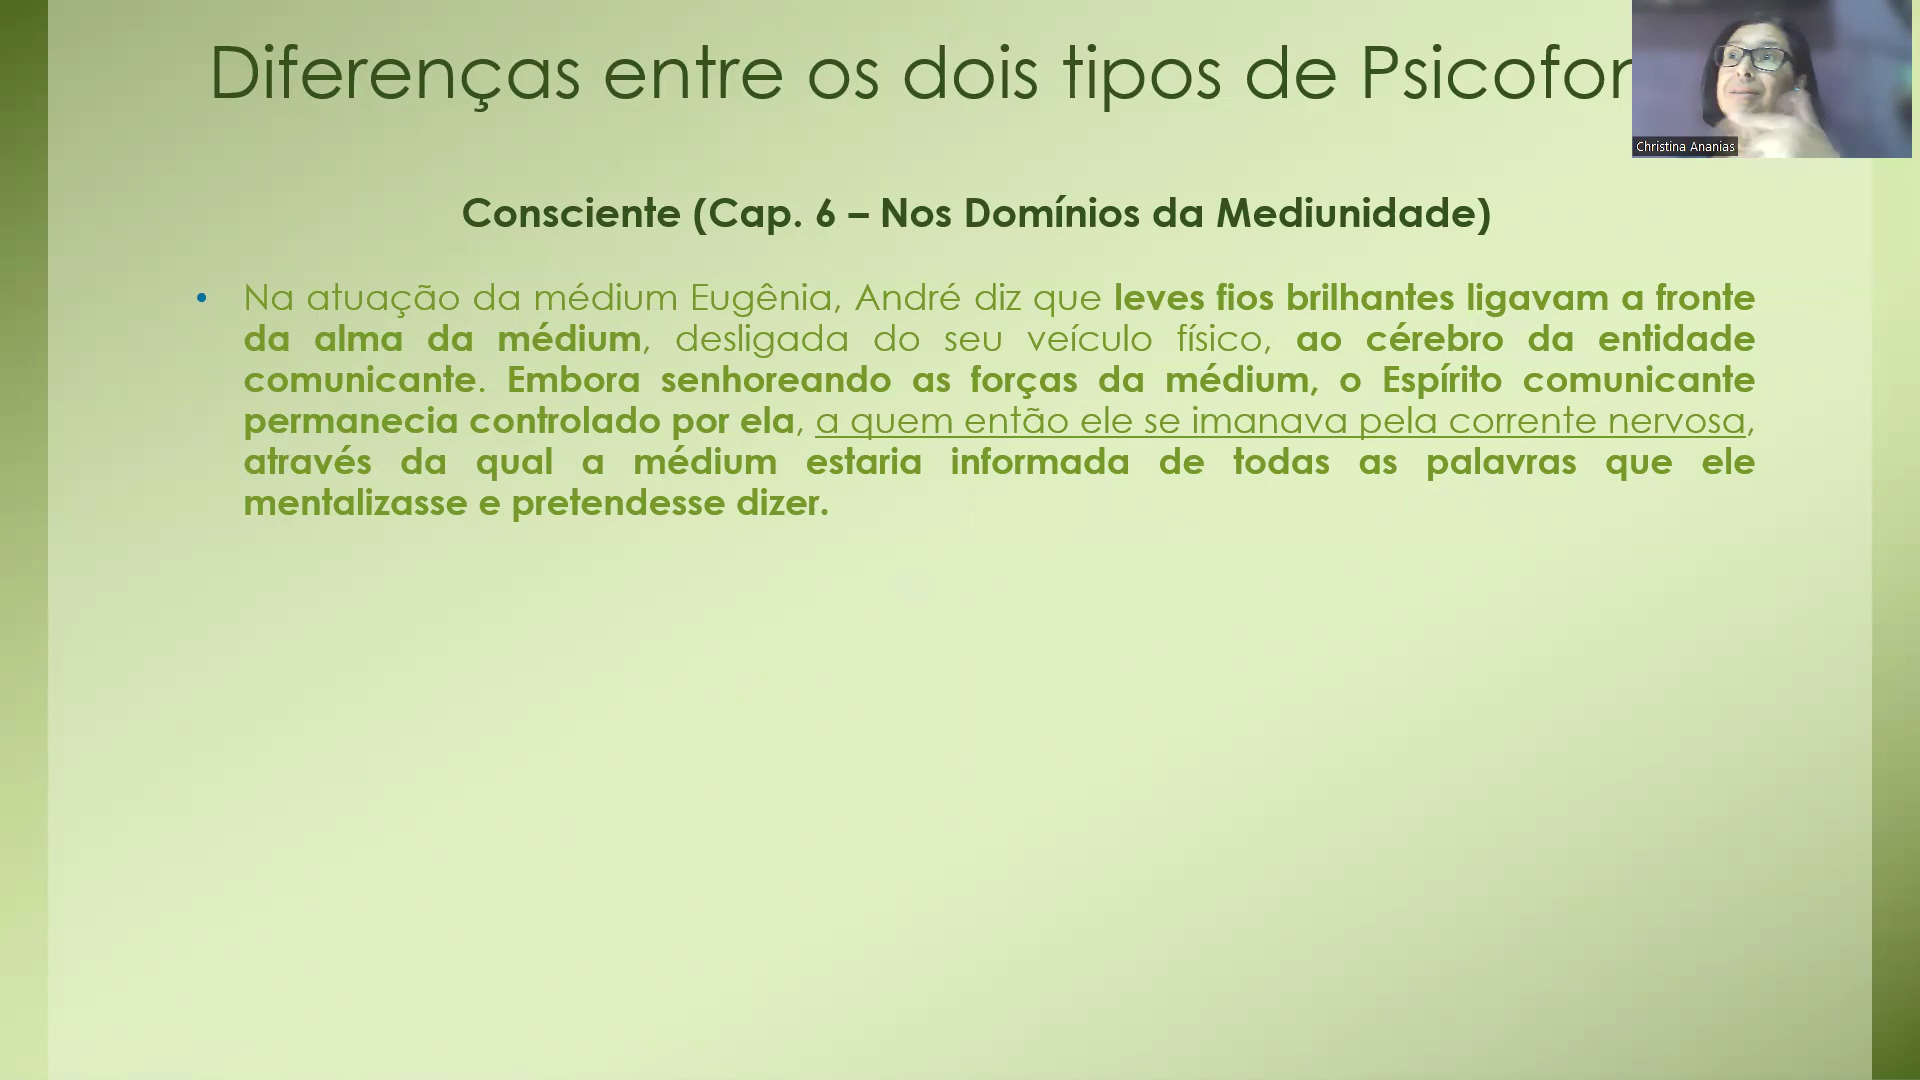 Diferenças entre os dois tipos de Psicofon
Christina Ananias
Consciente (Cap. 6 – Nos Domínios da Mediunidade)
• Na atuação da médium Eugênia, André diz que leves fios brilhantes ligavam a fronte
da alma da médium, desligada do seu veículo físico, ao cérebro da entidade
comunicante. Embora senhoreando as forças da médium, o Espírito comunicante
permanecia controlado por ela, a quem então ele se imanava pela corrente nervosa,
através da qual a médium estaria informada de todas as palavras que ele
mentalizasse e pretendesse dizer.